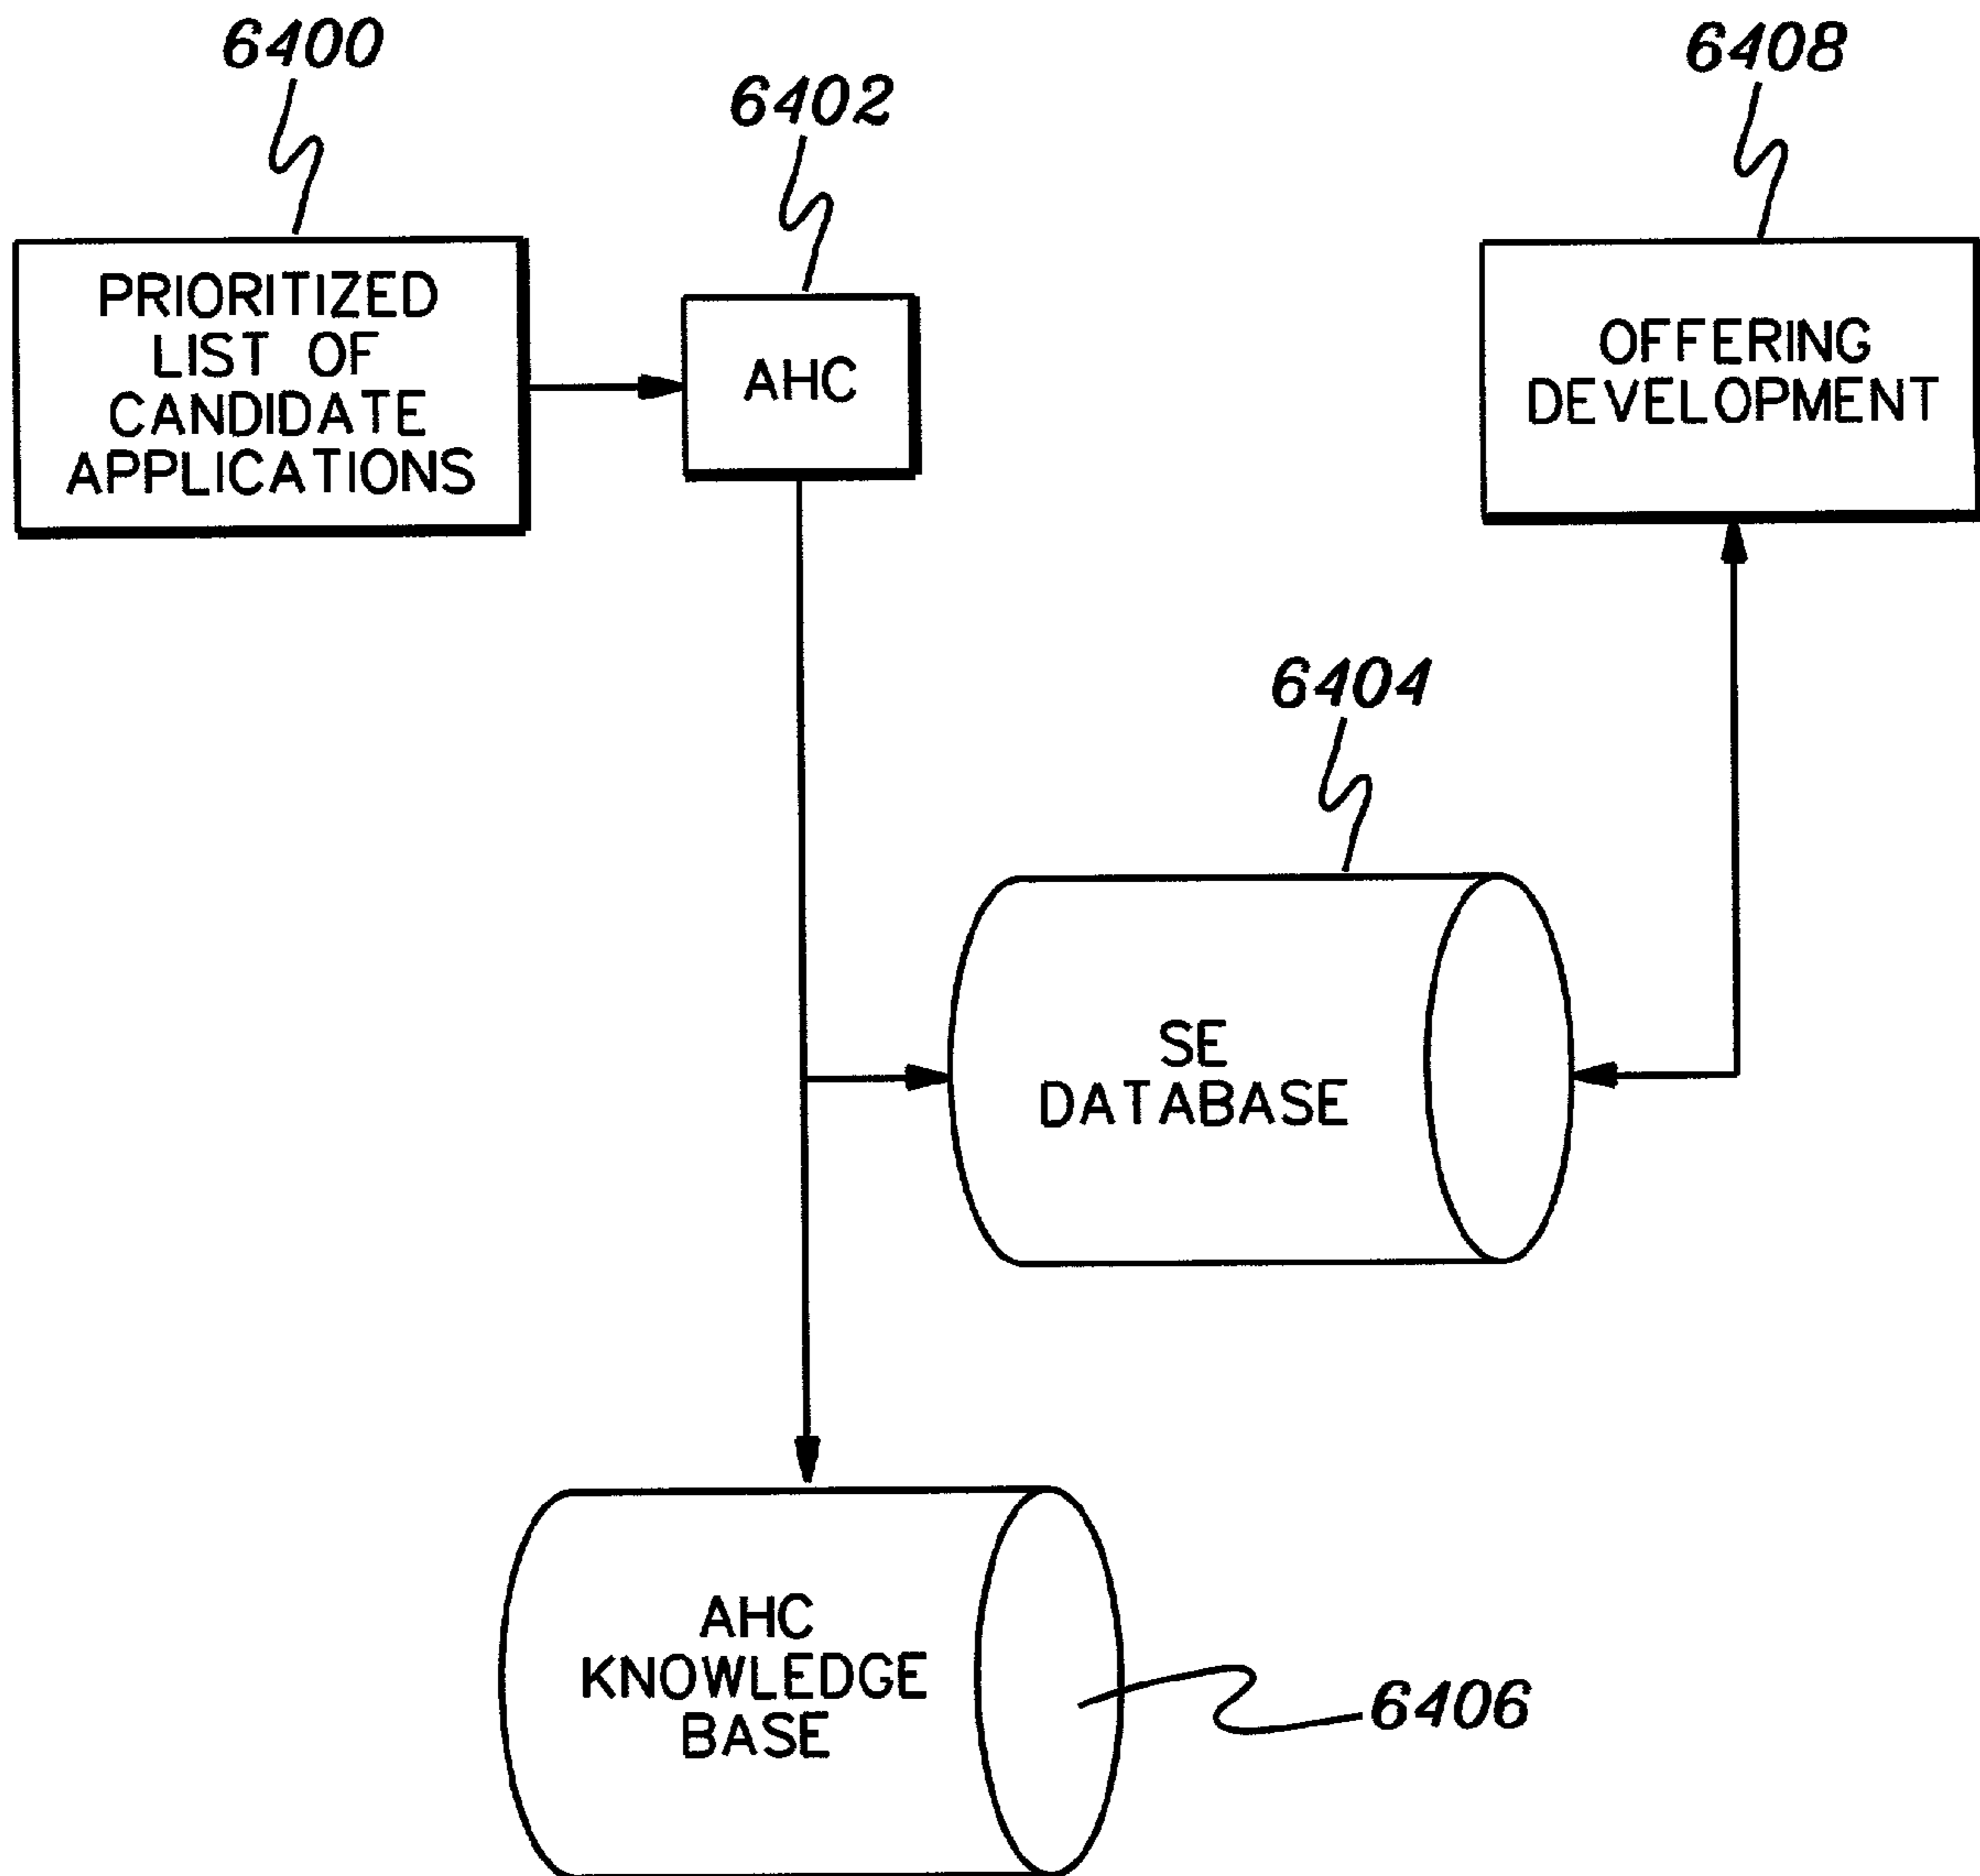 6400
6402
6408
PRIORITIZED
LIST OF
CANDIDATE
APPLICATIONS
AHC
OFFERING
DEVELOPMENT
6404
SE
DATABASE
AHC
KNOWLEDGE
BASE
6406